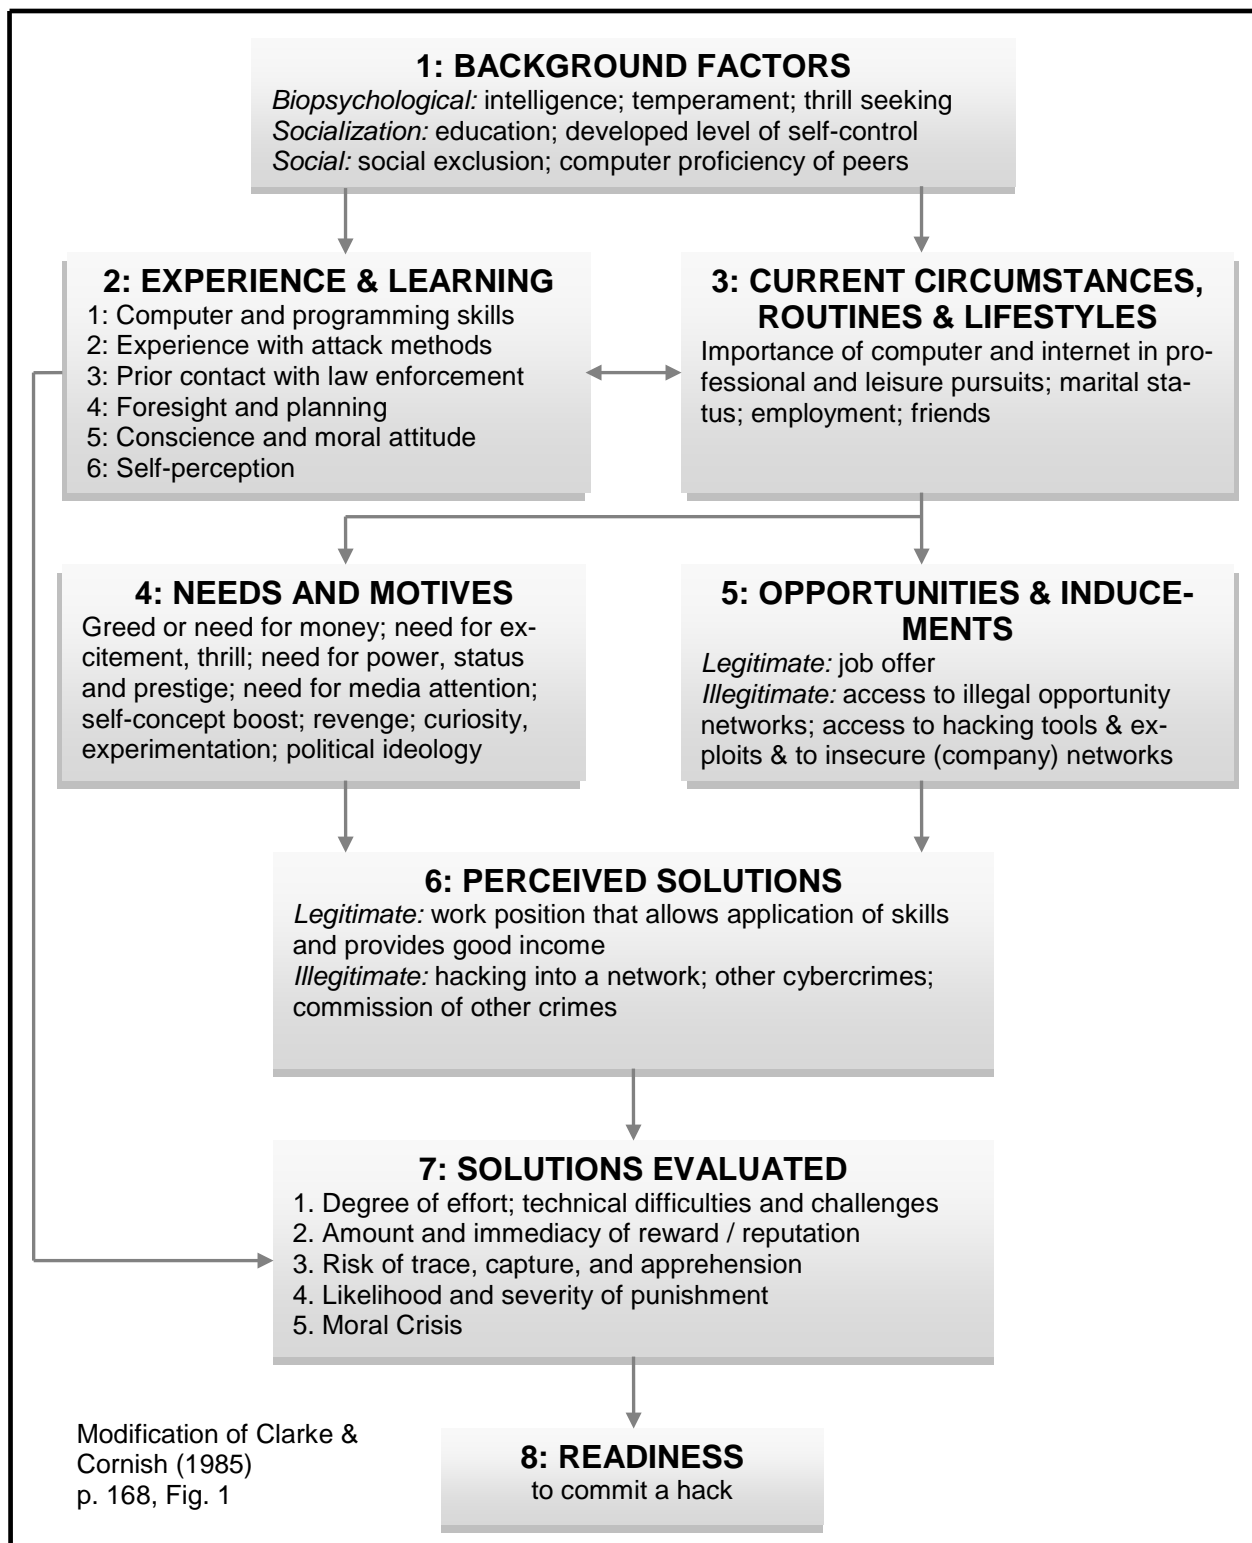 1: BACKGROUND FACTORS
Biopsychological: intelligence; temperament; thrill seeking
Socialization: education; developed level of self-control
Social: social exclusion; computer proficiency of peers
2: EXPERIENCE & LEARNING
1: Computer and programming skills
2: Experience with attack methods
3: Prior contact with law enforcement
4: Foresight and planning
5: Conscience and moral attitude
6: Self-perception
3: CURRENT CIRCUMSTANCES,
ROUTINES & LIFESTYLES
Importance of computer and internet in pro-
fessional and leisure pursuits; marital sta-
tus; employment; friends
4: NEEDS AND MOTIVES
Greed or need for money; need for ex-
citement, thrill; need for power, status
and prestige; need for media attention;
self-concept boost; revenge; curiosity,
experimentation; political ideology
5: OPPORTUNITIES & INDUCE-
MENTS
Legitimate: job offer
Illegitimate: access to illegal opportunity
networks; access to hacking tools & ex-
ploits & to insecure (company) networks
6: PERCEIVED SOLUTIONS
Legitimate: work position that allows application of skills
and provides good income
Illegitimate: hacking into a network; other cybercrimes;
commission of other crimes
7: SOLUTIONS EVALUATED
1. Degree of effort; technical difficulties and challenges
2. Amount and immediacy of reward / reputation
3. Risk of trace, capture, and apprehension
4. Likelihood and severity of punishment
5. Moral Crisis
Modification of Clarke &
Cornish (1985)
p. 168, Fig. 1
8: READINESS
to commit a hack